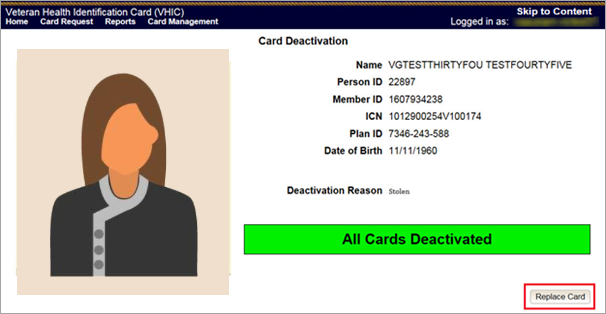 Veteran Health Identification Card (VHIC)
Skip to Content
Home Card Request Reports Card Management
Logged in as:
Card Deactivation
Name VGTESTTHIRTYFOU TESTFOURTYFIVE
Person ID 22897
Member ID 1607934238
ICN 1012900254V100174
Plan ID 7346-243-588
Date of Birth 11/11/1960
Deactivation Reason Stolen
All Cards Deactivated
Replace Card